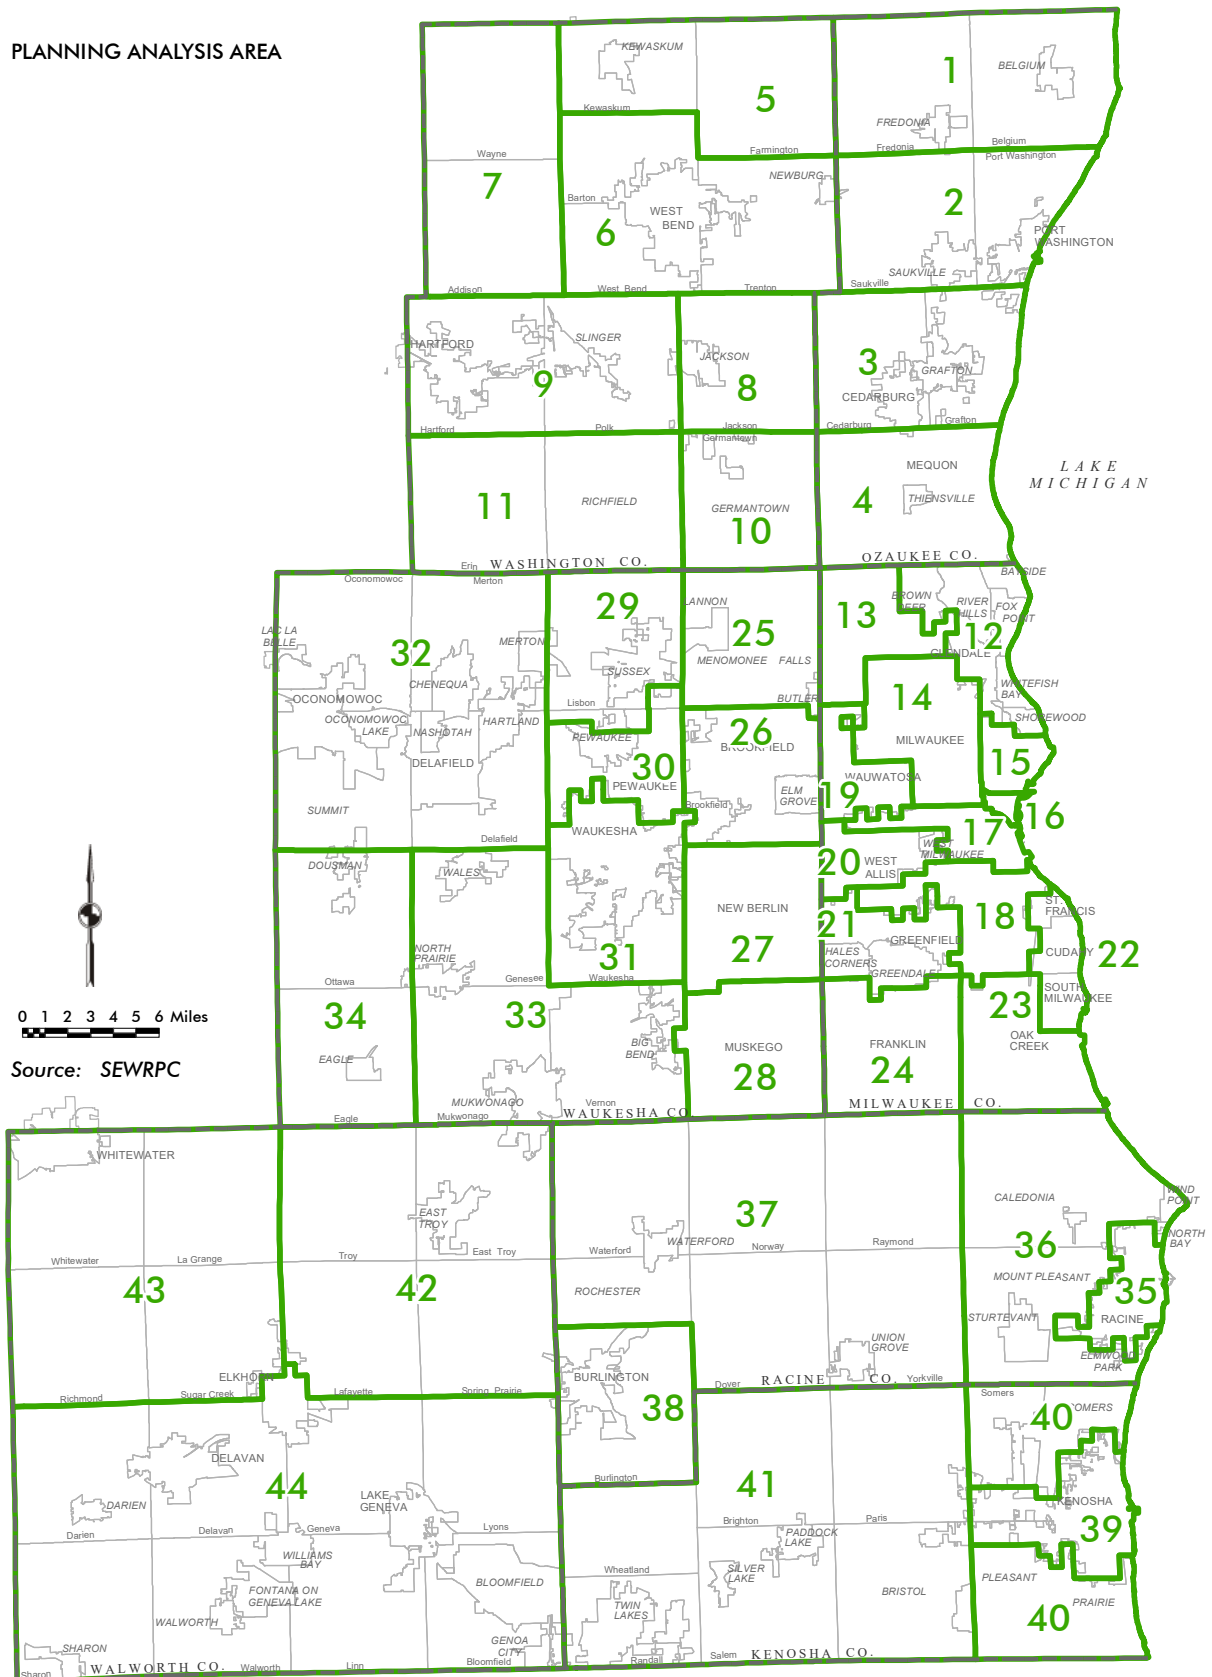 PLANNING ANALYSIS AREA
KEWASKUM
1
BELGIUM
5
Kewaskum
FREDONIA
Belgium
Farmington
Fredonia
Port Washington
Wayne
7
NEWBURG
Barton
WEST
BEND
6
2
PORT
WASHINGTON
SAUKVILLE
Addison
West Bend
Trenton
Saukville
HARTFORD
SLINGER
JACKSON
3
GRAFTON
9
8
CEDARBURG
Hartford
Polk
Jackson
Cedarburg
Grafton
Germantown
MEQUON
LAKE
MICHIGAN
11
RICHFIELD
GERMANTOWN
10
4
THIENSVILLE
Erin
WASHINGTON CO.
OZAUKEE CO.
Oconomowoc
Merton
BAYSIDE
29
LANNON
13
BROWN
DEER
RIVER
HILLS
FOX
POINT
LAC LA
BELLE
32
MERTON
25
12
GLENDALE
SUSSEX
MENOMONEE FALLS
CHENEQUA
OCONOMOWOC
Lisbon
BUTLER
14
WHITEFISH
BAY
OCONOMOWOC
LAKE
NASHOTAH
HARTLAND
SHOREWOOD
PEWAUKEE
26
BROOKFIELD
MILWAUKEE
DELAFIELD
30
PEWAUKEE
WAUWATOSA
15
SUMMIT
ELM
GROVE
19
Brookfield
16
WAUKESHA
17
Delafield
WEST
MILWAUKEE
DOUSMAN
WALES
20
WEST
ALLIS
NEW BERLIN
18
ST.
FRANCIS
21
NORTH
PRAIRIE
31
27
HALES
CORNERS
GREENFIELD
GREENDALE
CUDAHY
22
Ottawa
Genesee
Waukesha
SOUTH
MILWAUKEE
34
33
23
0 1 2 3 4 5 6 Miles
Source: SEWRPC
EAGLE
BIG
BEND
MUSKEGO
28
FRANKLIN
24
OAK
CREEK
MUKWONAGO
Vernon
Eagle
Mukwonago
WAUKESHA CO.
MILWAUKEE CO.
WHITEWATER
WIND
POINT
CALEDONIA
EAST
TROY
37
WATERFORD
NORTH
BAY
Whitewater
La Grange
Troy
East Troy
Waterford
Norway
Raymond
36
43
42
ROCHESTER
MOUNT PLEASANT
35
STURTEVANT
RACINE
UNION
GROVE
ELMWOOD
PARK
ELKHORN
BURLINGTON
Richmond
Sugar Creek
Lafayette
Spring Prairie
Dover
RACINE CO.
Yorkville
Somers
38
40
SOMERS
DELAVAN
44
Burlington
41
LAKE
GENEVA
DARIEN
KENOSHA
Darien
Delavan
Geneva
Lyons
Brighton
Paris
39
WILLIAMS
BAY
PADDOCK
LAKE
Wheatland
SILVER
LAKE
PLEASANT
FONTANA ON
GENEVA LAKE
BLOOMFIELD
BRISTOL
TWIN
LAKES
40
PRAIRIE
WALWORTH
SHARON
GENOA
CITY
Sharon
WALWORTH CO.
Walworth
Linn
Bloomfield
Randall
Salem
KENOSHA CO.